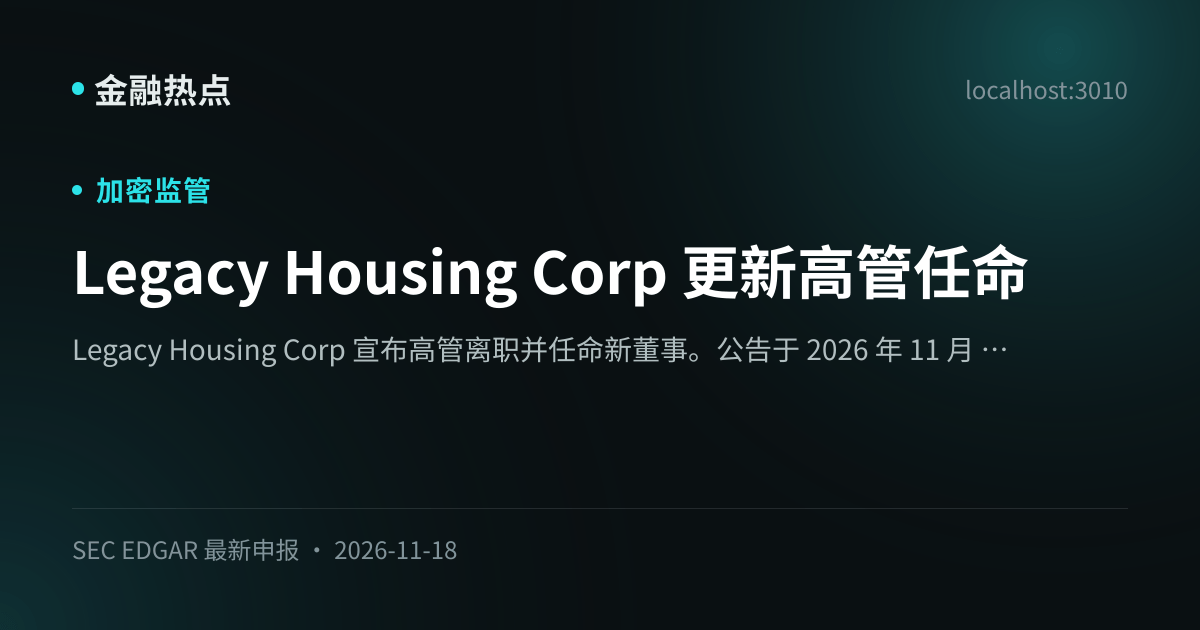 金融热点
localhost:3010
加密监管
Legacy Housing Corp 更新高管任命
Legacy Housing Corp 宣布高管离职并任命新董事。公告于 2026 年 11 月 …
SEC EDGAR 最新申报 · 2026-11-18